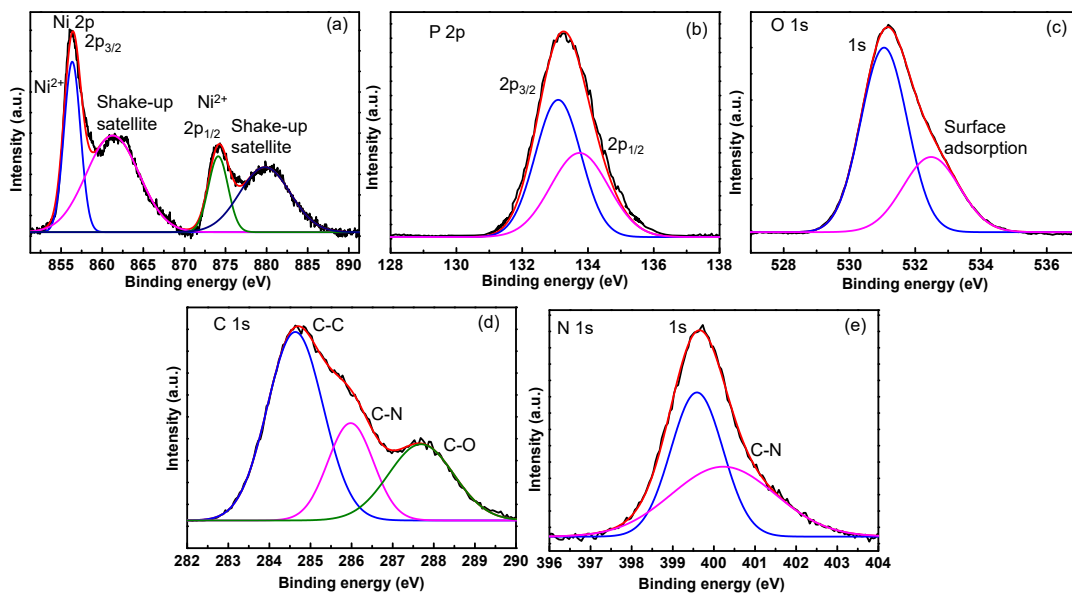 Ni 2p
(a)
2p3/2
Ni2+
Shake-up
satellite
Ni2+
2p1/2
Shake-up
satellite
Intensity (a.u.)
855 860 865 870 875 880 885 891
Binding energy (eV)
P 2p
(b)
2p3/2
2p1/2
Intensity (a.u.)
128 130 132 134 136 138
Binding energy (eV)
O 1s
(c)
1s
Surface
adsorption
Intensity (a.u.)
528 530 532 534 536
Binding energy (eV)
C 1s
(d)
C-C
C-N
C-O
Intensity (a.u.)
282 283 284 285 286 287 288 289 290
Binding energy (eV)
N 1s
(e)
1s
C-N
Intensity (a.u.)
396 397 398 399 400 401 402 403 404
Binding energy (eV)